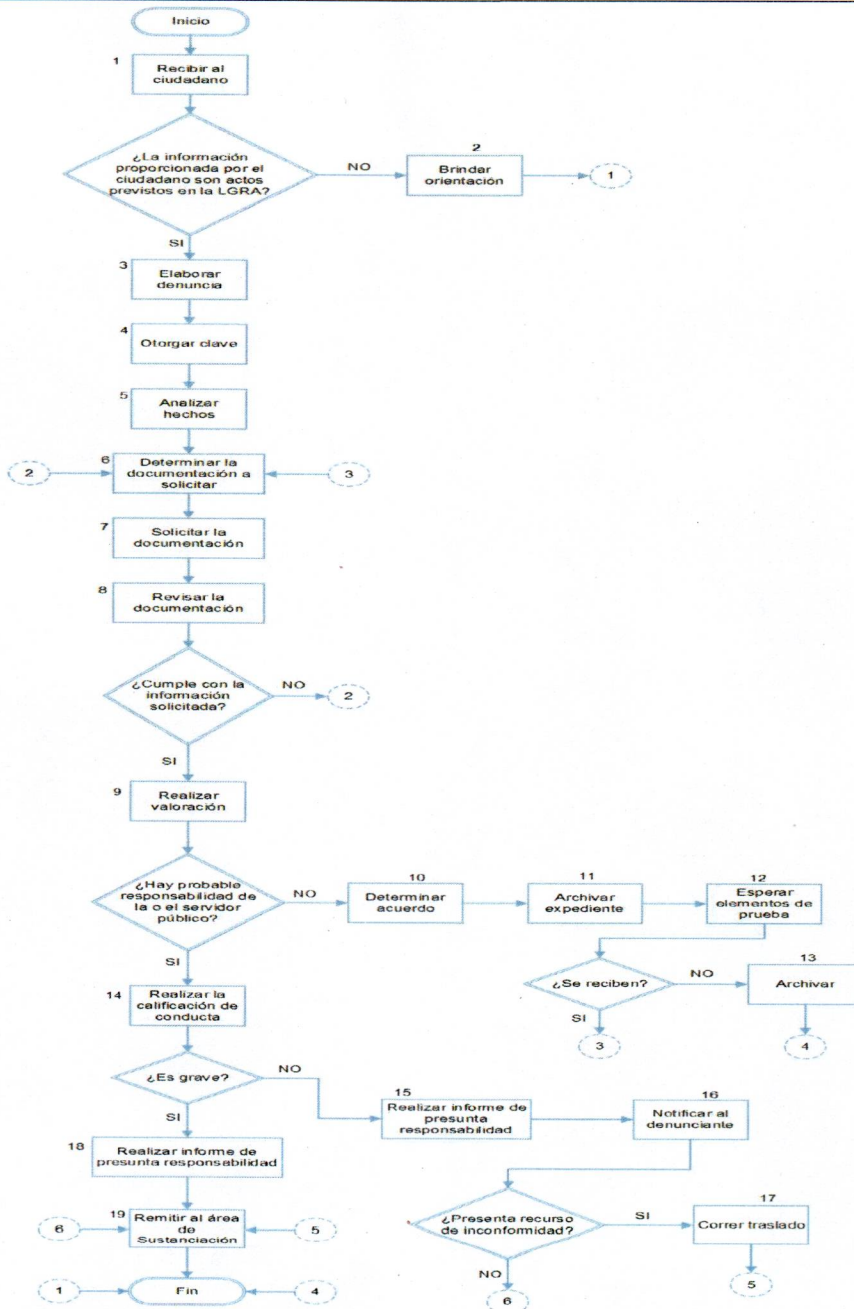 Inicio
1
Recibir al
ciudadano
¿La información
proporcionada por el
ciudadano son actos
previstos en la LGRA?
NO
2
Brindar
orientación
1
SI
3
Elaborar
denuncia
4
Otorgar clave
5
Analizar
hechos
2
6
Determinar la
documentación a
solicitar
3
7
Solicitar la
documentación
8
Revisar la
documentación
¿Cumple con la
información
solicitada?
NO
2
SI
9
Realizar
valoración
¿Hay probable
responsabilidad de
la o el servidor
público?
NO
10
Determinar
acuerdo
11
Archivar
expediente
12
Esperar
elementos de
prueba
¿Se reciben?
NO
13
Archivar
SI
3
4
SI
14
Realizar la
calificación de
conducta
¿Es grave?
NO
15
Realizar informe de
presunta
responsabilidad
16
Notificar al
denunciante
SI
18
Realizar informe de
presunta responsabilidad
¿Presenta recurso
de inconformidad?
SI
17
Correr traslado
NO
6
5
6
19
Remitir al área
de
Sustanciación
5
1
Fin
4